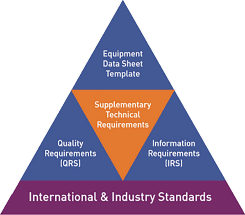 Equipment
Data Sheet
Template
Supplementary
Technical
Requirements
Quality
Requirements
(QRS)
Information
Requirements
(IRS)
International & Industry Standards